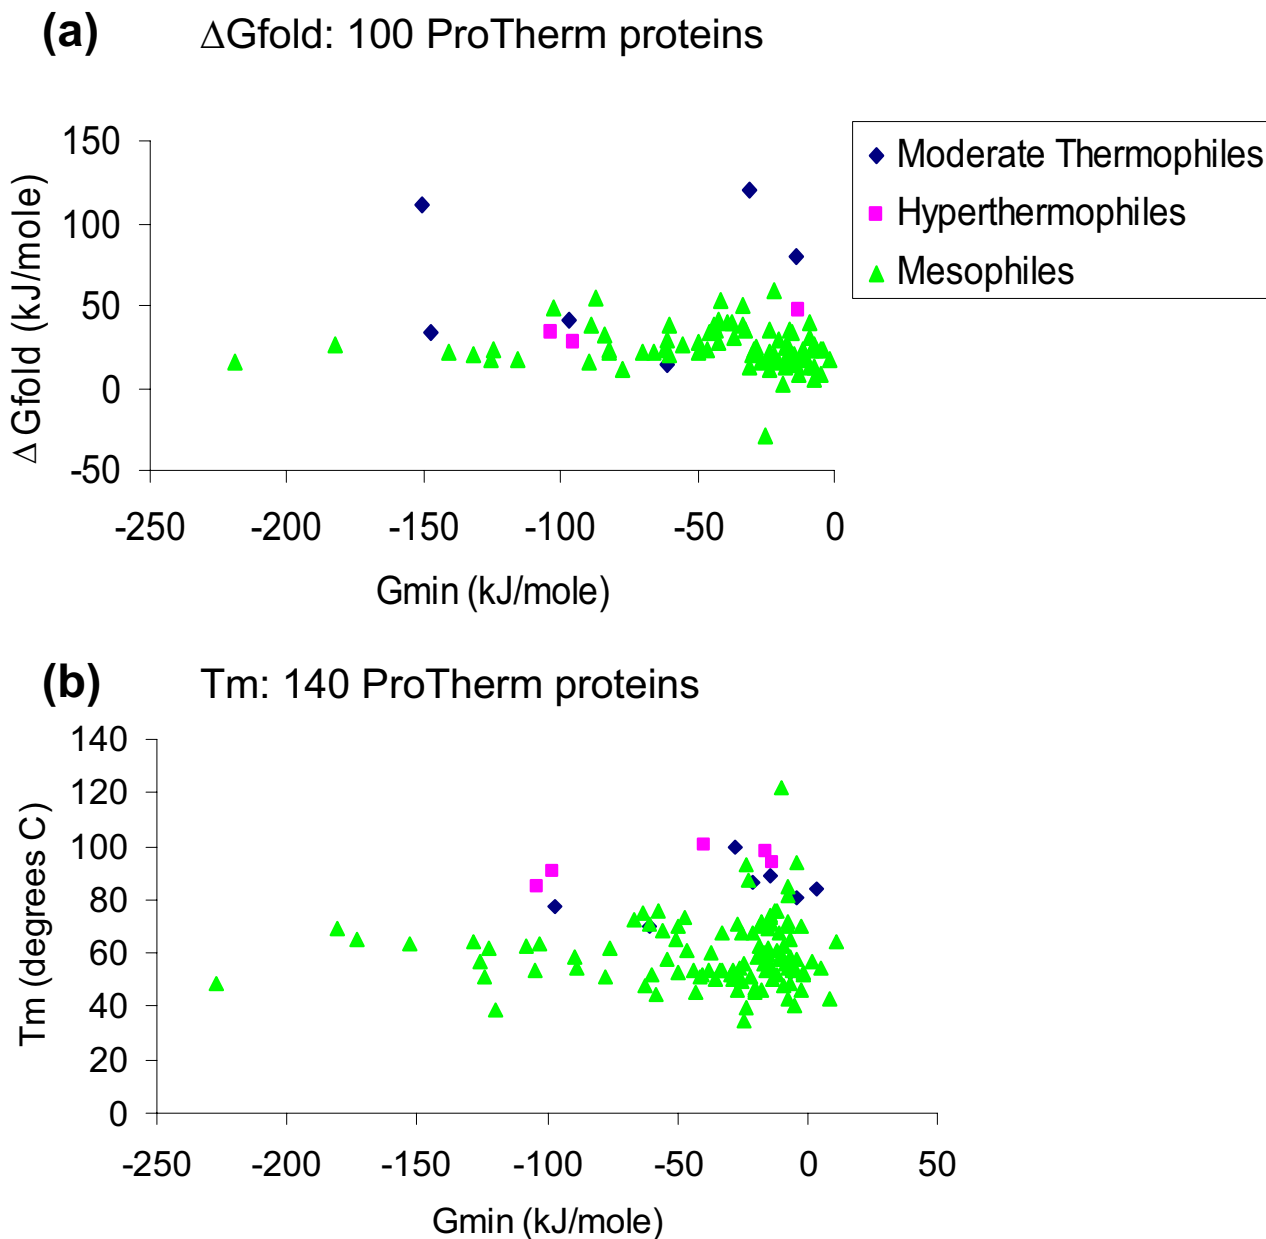 (a) ΔGfold: 100 ProTherm proteins
150
100
50
0
-50
Δ Gfold (kJ/mole)
-250 -200 -150 -100 -50 0
Gmin (kJ/mole)
Moderate Thermophiles
Hyperthermophiles
Mesophiles
(b) Tm: 140 ProTherm proteins
140
120
100
80
60
40
20
0
Tm (degrees C)
-250 -200 -150 -100 -50 0 50
Gmin (kJ/mole)